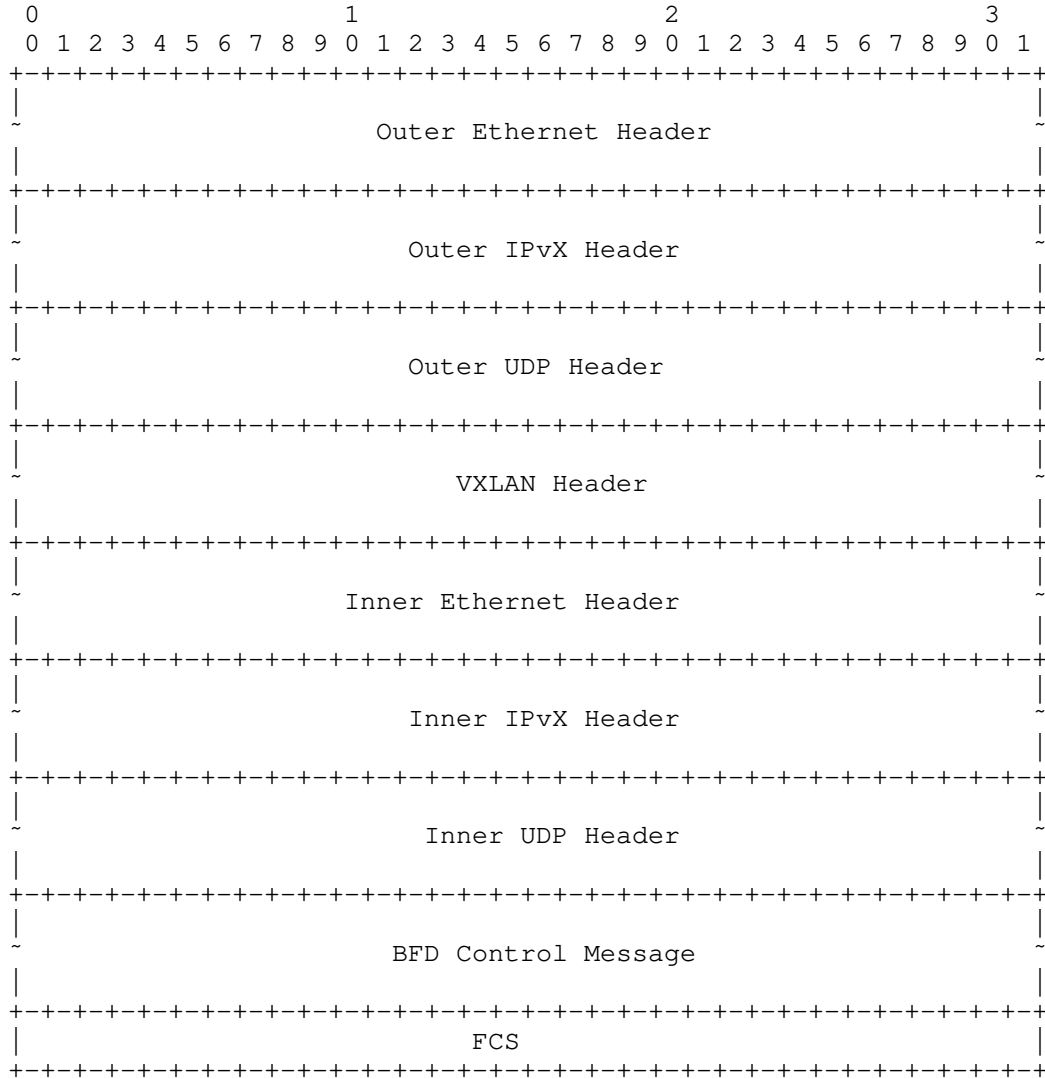 0                   1                   2                   3
0 1 2 3 4 5 6 7 8 9 0 1 2 3 4 5 6 7 8 9 0 1 2 3 4 5 6 7 8 9 0 1
+-+-+-+-+-+-+-+-+-+-+-+-+-+-+-+-+-+-+-+-+-+-+-+-+-+-+-+-+-+-+-+-+
|                                                               |
~                      Outer Ethernet Header                    ~
|                                                               |
+-+-+-+-+-+-+-+-+-+-+-+-+-+-+-+-+-+-+-+-+-+-+-+-+-+-+-+-+-+-+-+-+
|                                                               |
~                        Outer IPvX Header                      ~
|                                                               |
+-+-+-+-+-+-+-+-+-+-+-+-+-+-+-+-+-+-+-+-+-+-+-+-+-+-+-+-+-+-+-+-+
|                                                               |
~                        Outer UDP Header                       ~
|                                                               |
+-+-+-+-+-+-+-+-+-+-+-+-+-+-+-+-+-+-+-+-+-+-+-+-+-+-+-+-+-+-+-+-+
|                                                               |
~                           VXLAN Header                        ~
|                                                               |
+-+-+-+-+-+-+-+-+-+-+-+-+-+-+-+-+-+-+-+-+-+-+-+-+-+-+-+-+-+-+-+-+
|                                                               |
~                    Inner Ethernet Header                      ~
|                                                               |
+-+-+-+-+-+-+-+-+-+-+-+-+-+-+-+-+-+-+-+-+-+-+-+-+-+-+-+-+-+-+-+-+
|                                                               |
~                        Inner IPvX Header                      ~
|                                                               |
+-+-+-+-+-+-+-+-+-+-+-+-+-+-+-+-+-+-+-+-+-+-+-+-+-+-+-+-+-+-+-+-+
|                                                               |
~                         Inner UDP Header                      ~
|                                                               |
+-+-+-+-+-+-+-+-+-+-+-+-+-+-+-+-+-+-+-+-+-+-+-+-+-+-+-+-+-+-+-+-+
|                                                               |
~                       BFD Control Message                     ~
|                                                               |
+-+-+-+-+-+-+-+-+-+-+-+-+-+-+-+-+-+-+-+-+-+-+-+-+-+-+-+-+-+-+-+-+
|                            FCS                                |
+-+-+-+-+-+-+-+-+-+-+-+-+-+-+-+-+-+-+-+-+-+-+-+-+-+-+-+-+-+-+-+-+